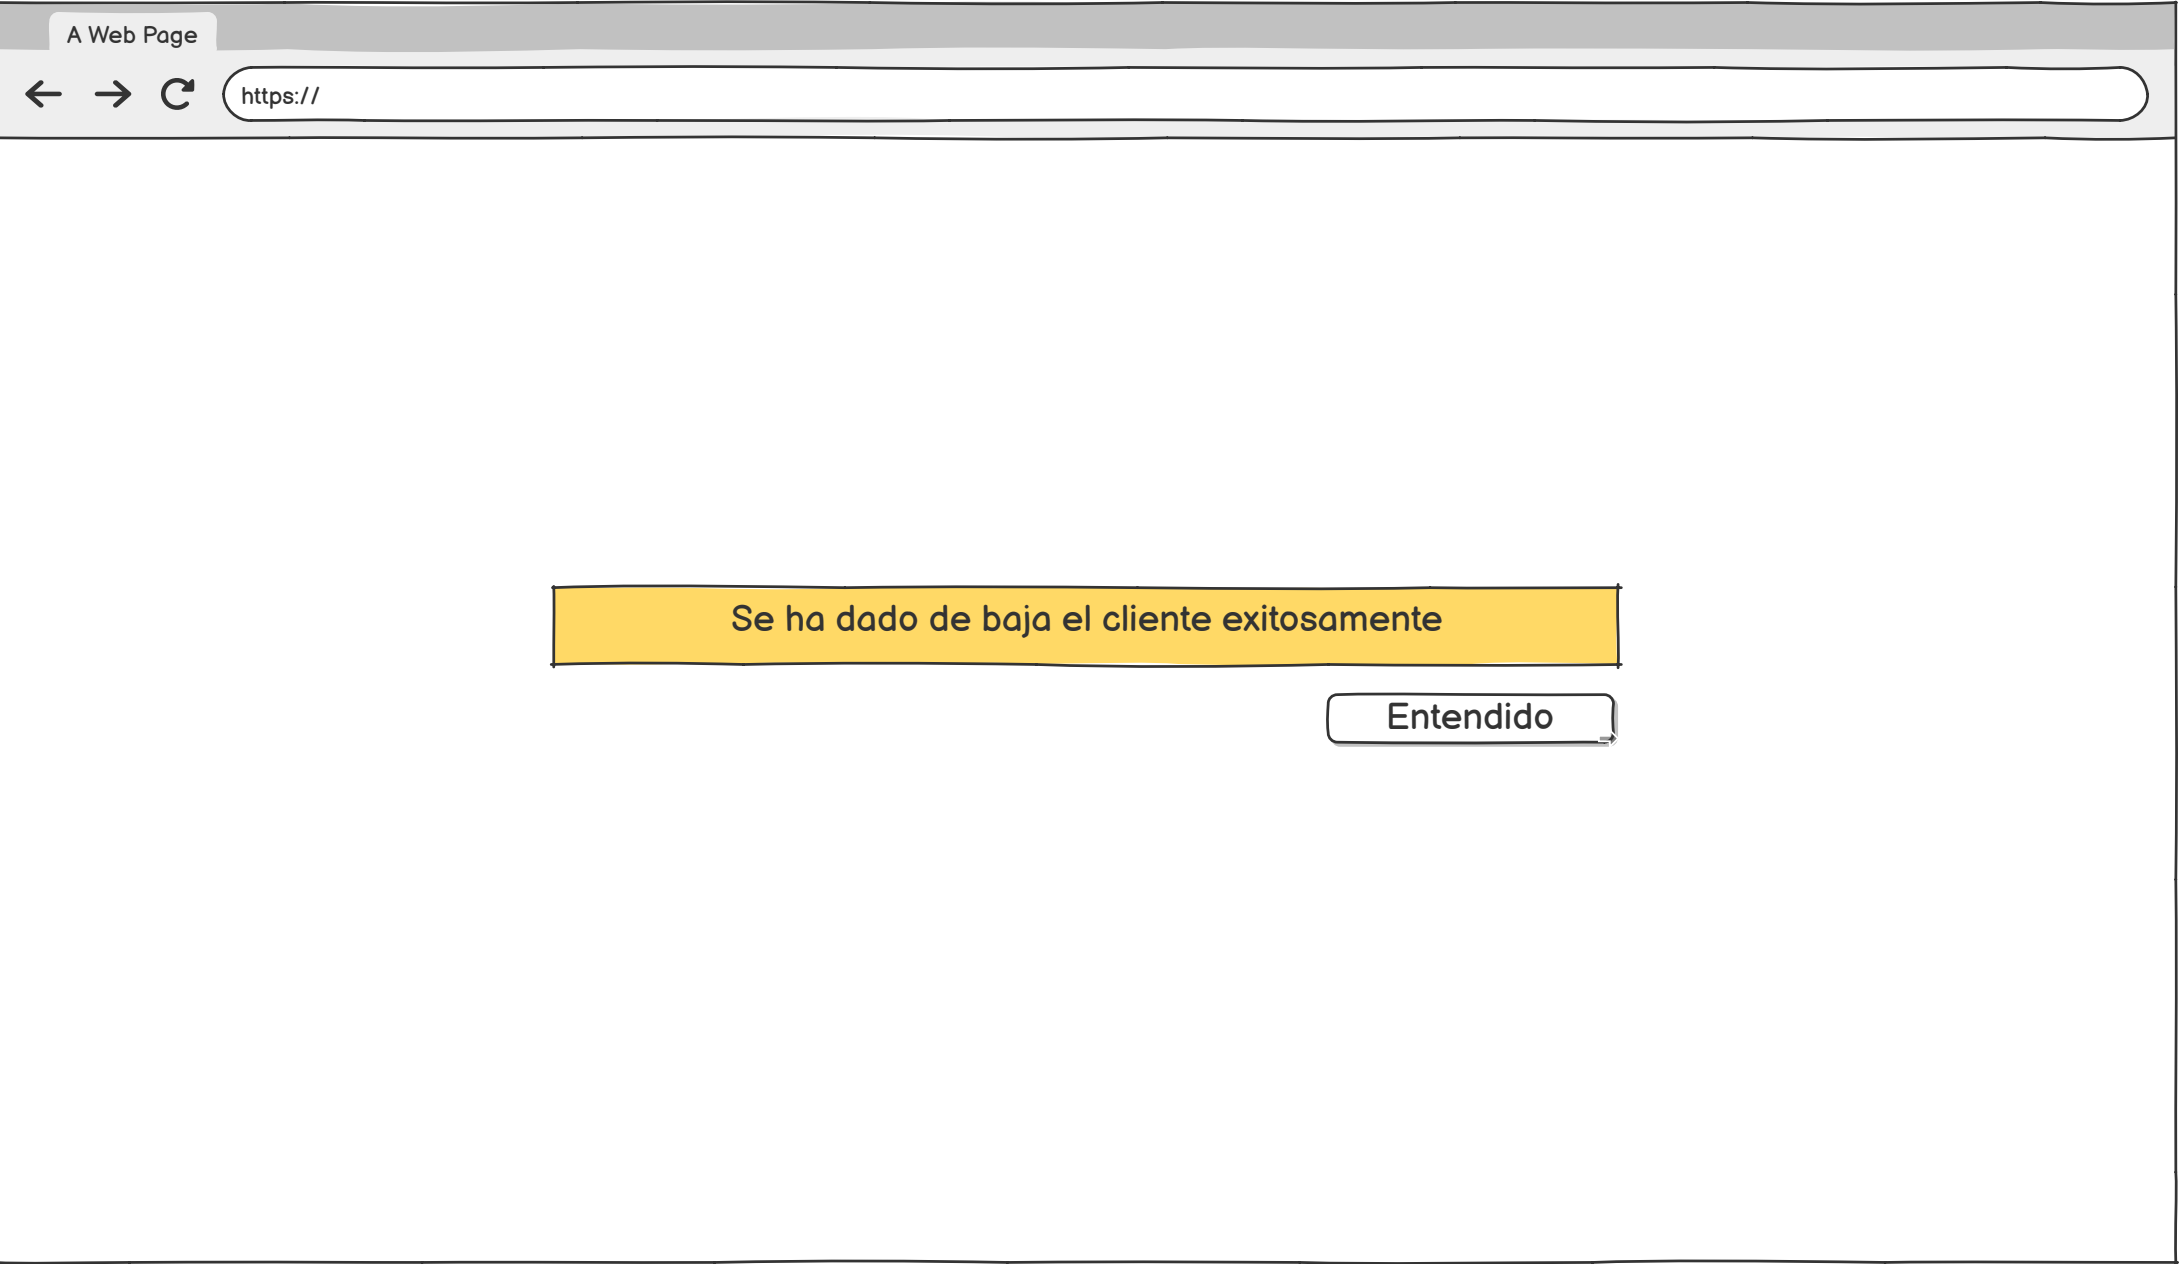 A Web Page
https://
Se ha dado de baja el cliente exitosamente
Entendido